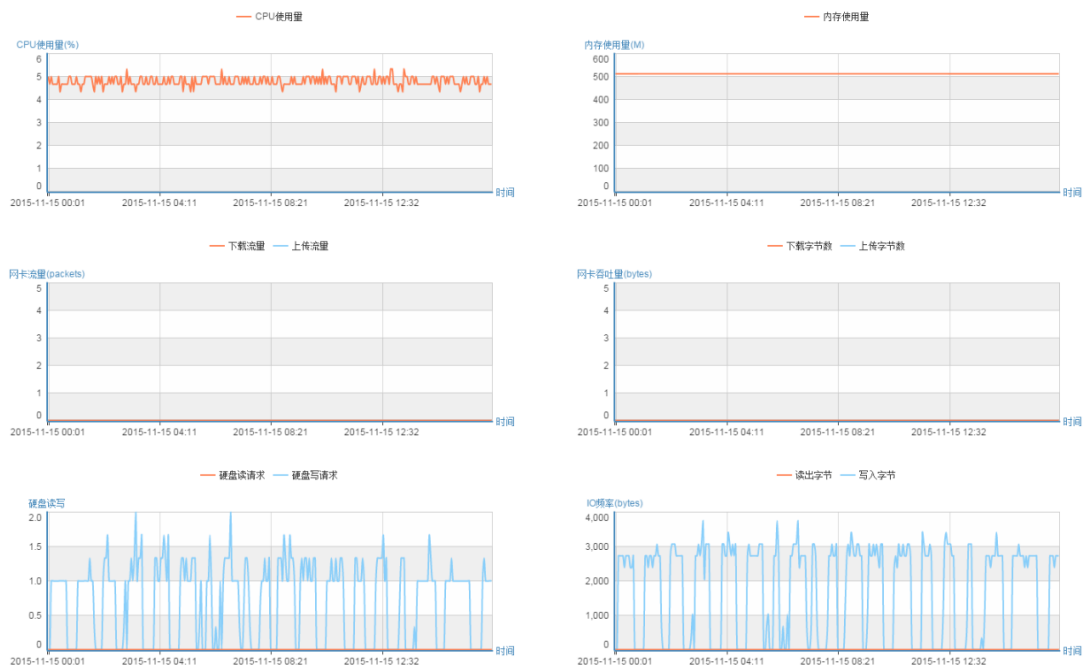 CPU使用量
CPU使用量(%)
6
5
4
3
2
1
0
2015-11-15 00:01 2015-11-15 04:11 2015-11-15 08:21 2015-11-15 12:32 时间
内存使用量
内存使用量(M)
600
500
400
300
200
100
0
2015-11-15 00:01 2015-11-15 04:11 2015-11-15 08:21 2015-11-15 12:32 时间
下载流量 上传流量
网卡流量(packets)
5
4
3
2
1
0
2015-11-15 00:01 2015-11-15 04:11 2015-11-15 08:21 2015-11-15 12:32 时间
下载字节数 上传字节数
网卡吞吐量(bytes)
5
4
3
2
1
0
2015-11-15 00:01 2015-11-15 04:11 2015-11-15 08:21 2015-11-15 12:32 时间
硬盘读请求 硬盘写请求
硬盘读写
2.0
1.5
1.0
0.5
0
2015-11-15 00:01 2015-11-15 04:11 2015-11-15 08:21 2015-11-15 12:32 时间
读出字节 写入字节
IO频率(bytes)
4,000
3,000
2,000
1,000
0
2015-11-15 00:01 2015-11-15 04:11 2015-11-15 08:21 2015-11-15 12:32 时间